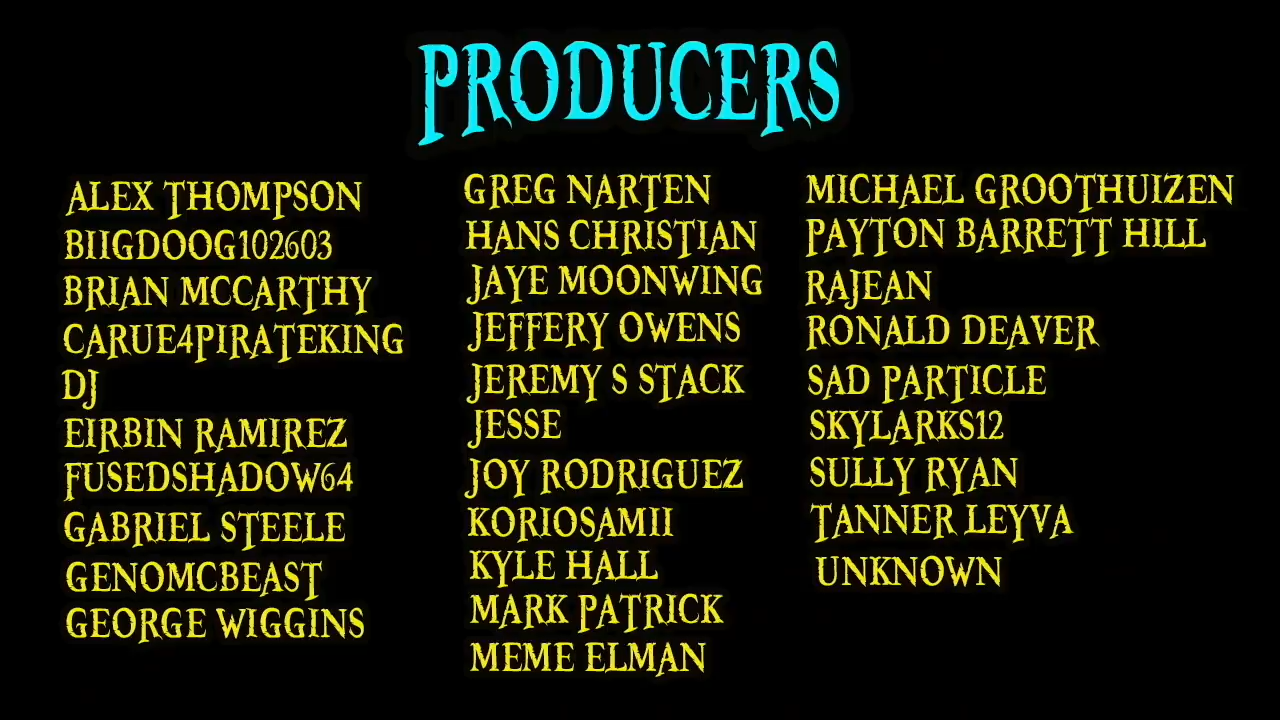 PRODUCERS
ALEX THOMPSON
BIIGDOOG102603
BRIAN MCCARTHY
CARUE4PIRATEKING
DJ
EIRBIN RAMIREZ
FUSEDSHADOW64
GABRIEL STEELE
GENOMCBEAST
GEORGE WIGGINS
GREG NARTEN
HANS CHRISTIAN
JAYE MOONWING
JEFFERY OWENS
JEREMY S STACK
JESSE
JOY RODRIGUEZ
KORIOSAMII
KYLE HALL
MARK PATRICK
MEME ELMAN
MICHAEL GROOTHUIZEN
PAYTON BARRETT HILL
RAJEAN
RONALD DEAVER
SAD PARTICLE
SKYLARKS12
SULLY RYAN
TANNER LEYVA
UNKNOWN